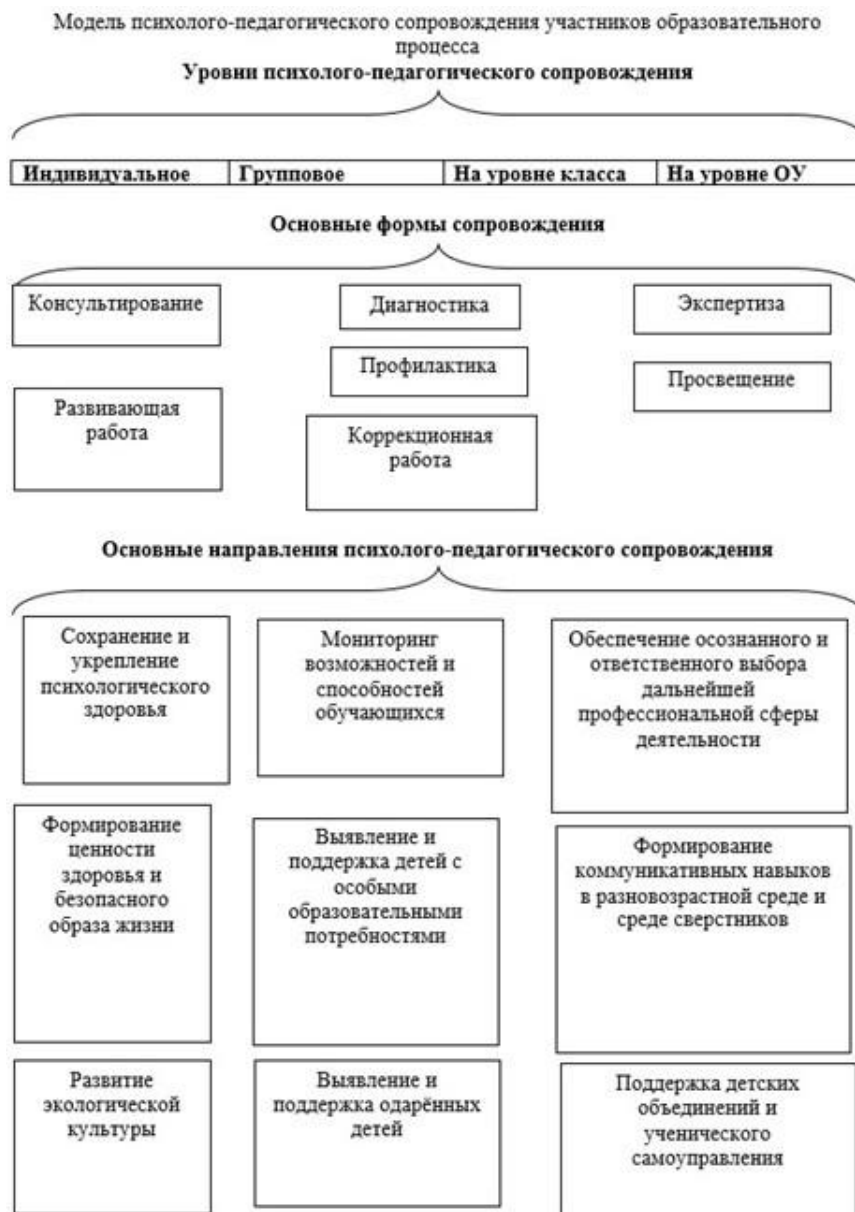 Модель психолого-педагогического сопровождения участников образовательного
процесса
Уровни психолого-педагогического сопровождения
Индивидуальное Групповое На уровне класса На уровне ОУ
Основные формы сопровождения
Консультирование
Диагностика
Экспертиза
Профилактика
Просвещение
Развивающая
работа
Коррекционная
работа
Основные направления психолого-педагогического сопровождения
Сохранение и
укрепление
психологического
здоровья
Мониторинг
возможностей и
способностей
обучающихся
Обеспечение осознанного и
ответственного выбора
дальнейшей
профессиональной сферы
деятельности
Формирование
ценности
здоровья и
безопасного
образа жизни
Выявление и
поддержка детей с
особыми
образовательными
потребностями
Формирование
коммуникативных навыков
в разновозрастной среде и
среде сверстников
Развитие
экологической
культуры
Выявление и
поддержка одарённых
детей
Поддержка детских
объединений и
ученического
самоуправления